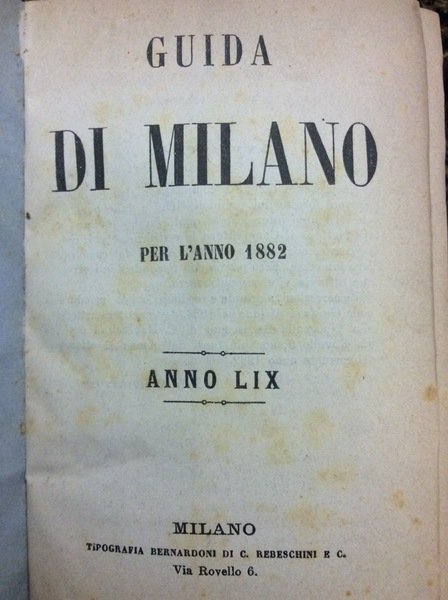 GUIDA
DI MILANO
PER L'ANNO 1882
ANNO LIX
MILANO
TIPOGRAFIA BERNARDONI DI C. REBESCHINI E C.
Via Rovello 6.